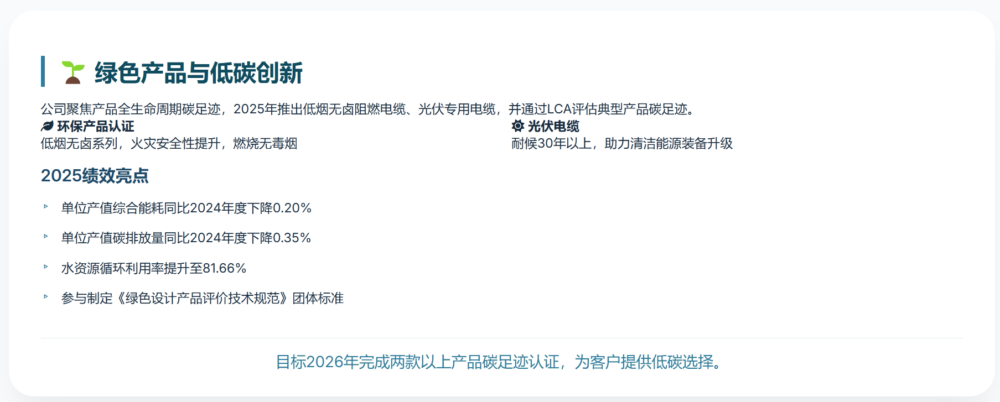 绿色产品与低碳创新
公司聚焦产品全生命周期碳足迹，2025年推出低烟无卤阻燃电缆、光伏专用电缆，并通过LCA评估典型产品碳足迹。
环保产品认证
低烟无卤系列，火灾安全性提升，燃烧无毒烟
光伏电缆
耐候30年以上，助力清洁能源装备升级
2025绩效亮点
单位产值综合能耗同比2024年度下降0.20%
单位产值碳排放量同比2024年度下降0.35%
水资源循环利用率提升至81.66%
参与制定《绿色设计产品评价技术规范》团体标准
目标2026年完成两款以上产品碳足迹认证，为客户提供低碳选择。